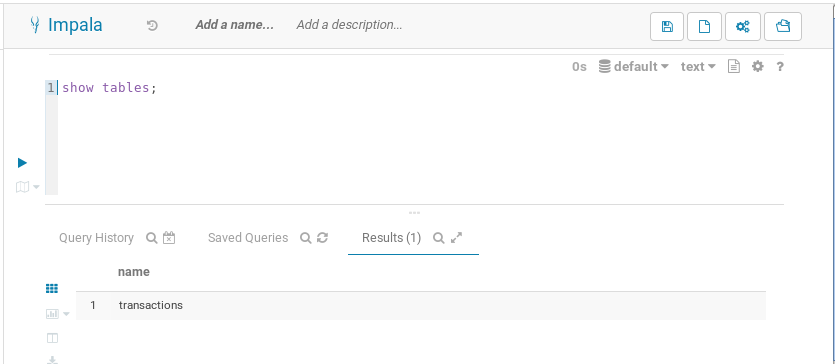 Impala Add a name... Add a description...
0s default text ?
1 show tables;
Query History Saved Queries Results (1)
name
1 transactions